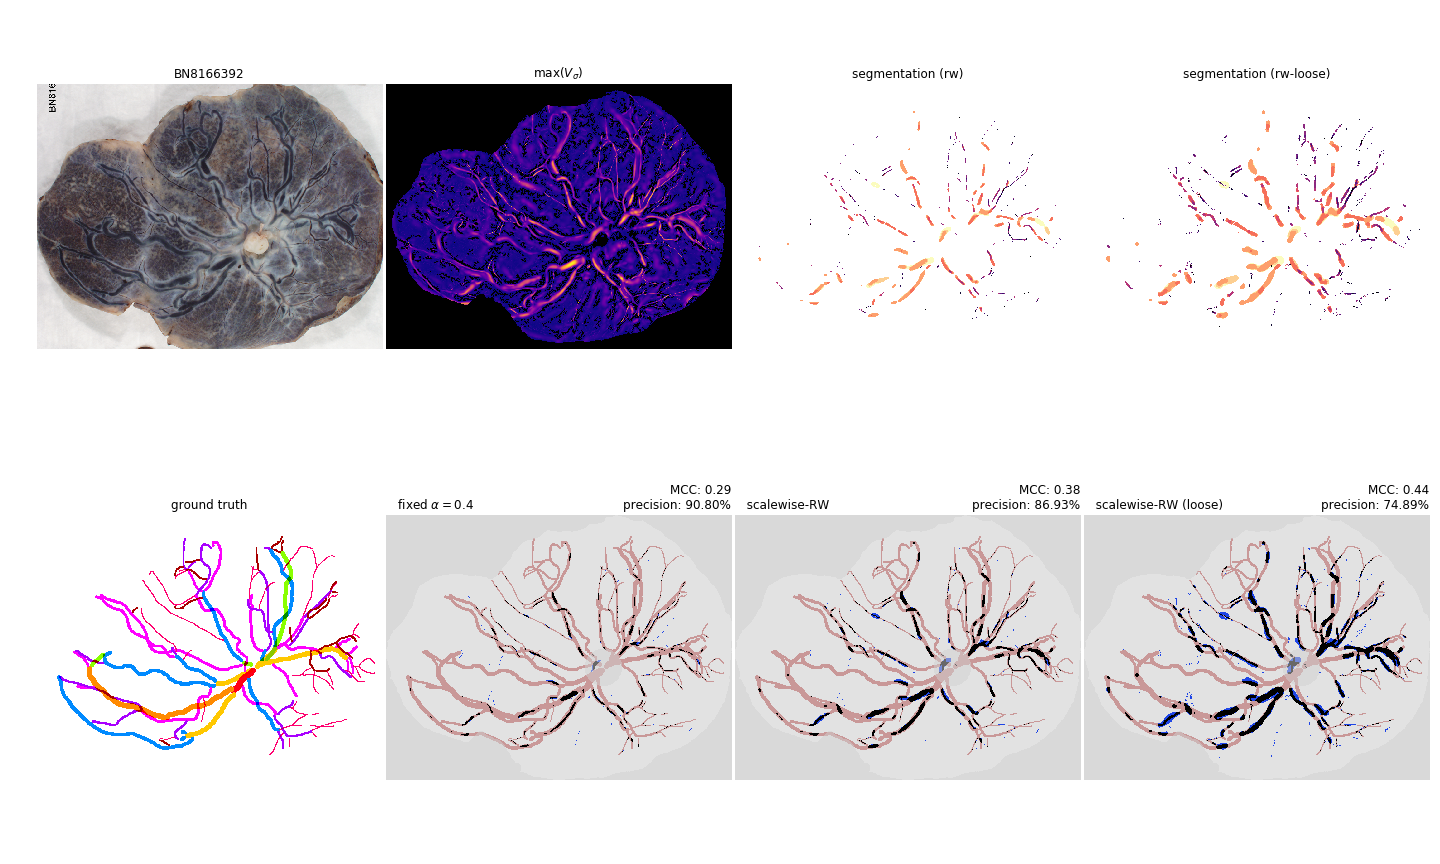 BN8166392
max(V_σ)
segmentation (rw)
segmentation (rw-loose)
BN816
ground truth
fixed α = 0.4
MCC: 0.29
precision: 90.80%
scalewise-RW
MCC: 0.38
precision: 86.93%
scalewise-RW (loose)
MCC: 0.44
precision: 74.89%